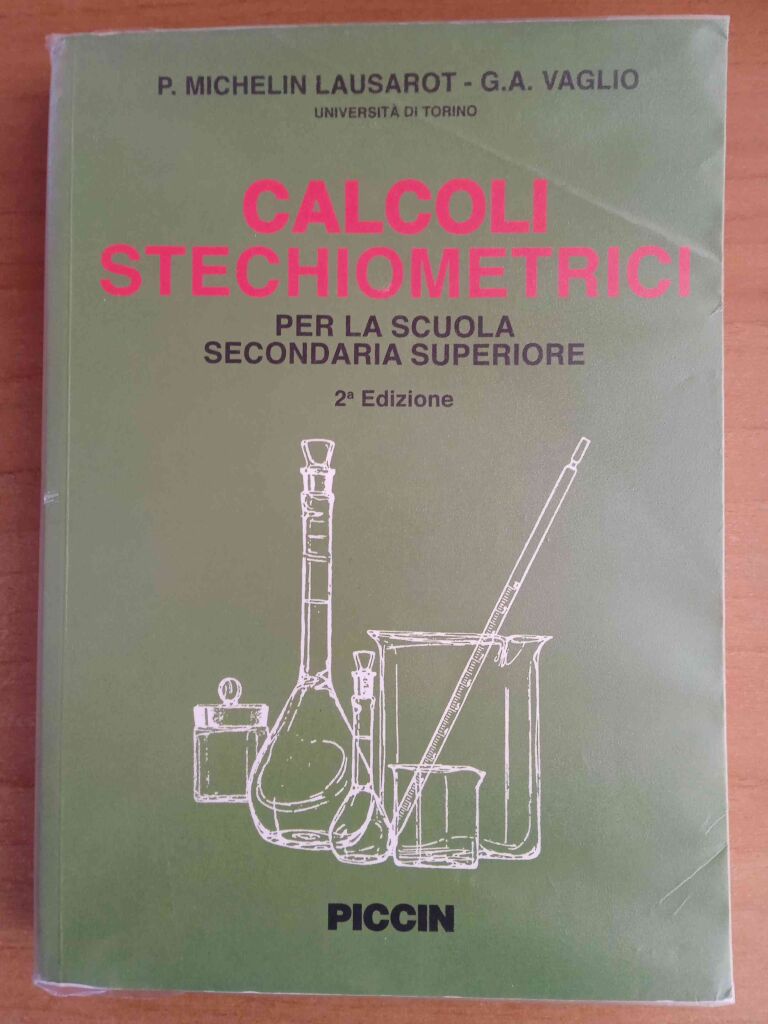 P. MICHELIN LAUSAROT - G.A. VAGLIO
UNIVERSITÀ DI TORINO
CALCOLI
STECHIOMETRICI
PER LA SCUOLA
SECONDARIA SUPERIORE
2ª Edizione
PICCIN